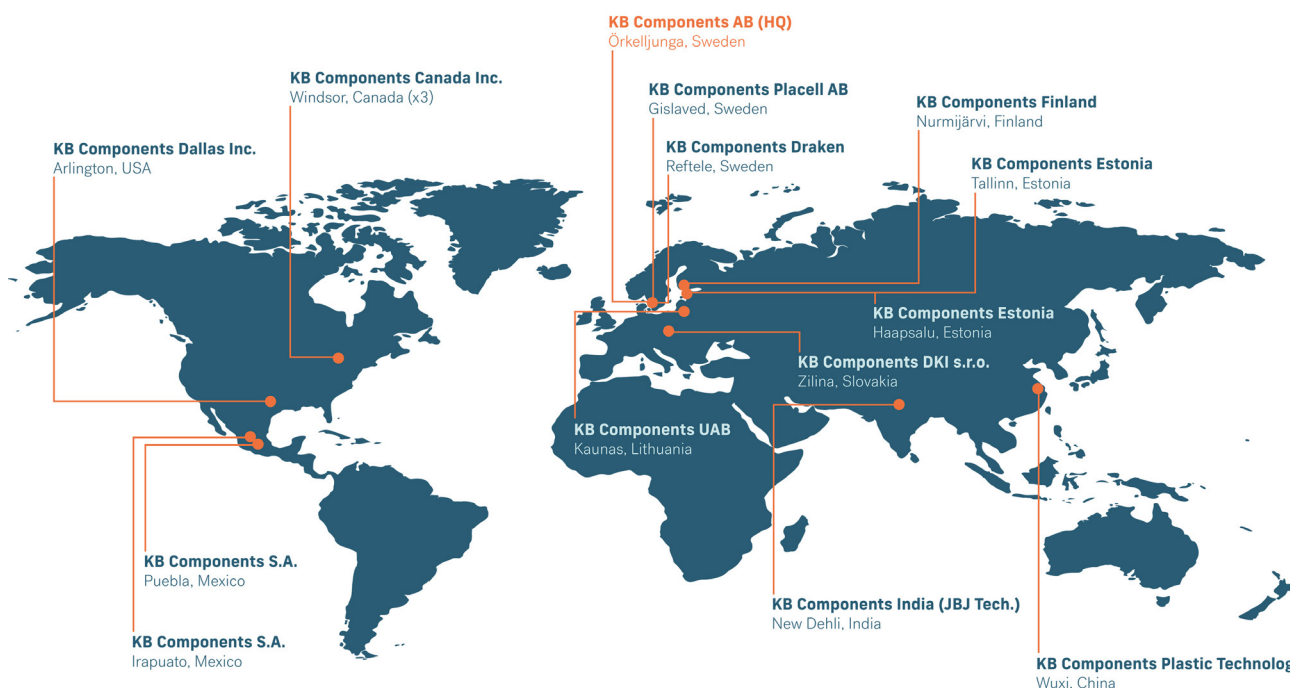 KB Components AB (HQ)
Örkelljunga, Sweden
KB Components Canada Inc.
Windsor, Canada (x3)
KB Components Placell AB
Gislaved, Sweden
KB Components Finland
Nurmijärvi, Finland
KB Components Dallas Inc.
Arlington, USA
KB Components Draken
Reftele, Sweden
KB Components Estonia
Tallinn, Estonia
KB Components Estonia
Haapsalu, Estonia
KB Components DKI s.r.o.
Zilina, Slovakia
KB Components UAB
Kaunas, Lithuania
KB Components S.A.
Puebla, Mexico
KB Components India (JBJ Tech.)
New Dehli, India
KB Components S.A.
Irapuato, Mexico
KB Components Plastic Technolog
Wuxi, China